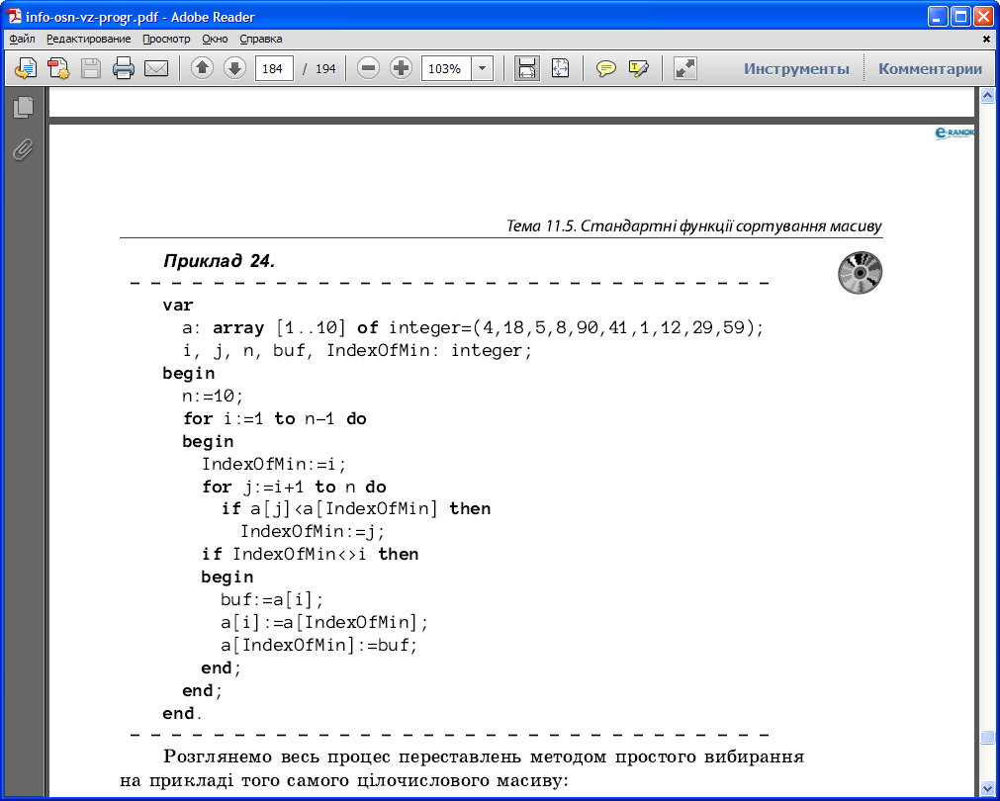 info-osn-vz-progr.pdf - Adobe Reader
Файл Редактирование Просмотр Окно Справка
184 / 194 103% Инструменты Комментарии
e-RANOK
Тема 11.5. Стандартні функції сортування масиву
Приклад 24.
var
a: array [1..10] of integer=(4,18,5,8,90,41,1,12,29,59);
i, j, n, buf, IndexOfMin: integer;
begin
n:=10;
for i:=1 to n-1 do
begin
IndexOfMin:=i;
for j:=i+1 to n do
if a[j]<a[IndexOfMin] then
IndexOfMin:=j;
if IndexOfMin<>i then
begin
buf:=a[i];
a[i]:=a[IndexOfMin];
a[IndexOfMin]:=buf;
end;
end;
end.
Розглянемо весь процес переставлень методом простого вибирання
на прикладі того самого цілочислового масиву: